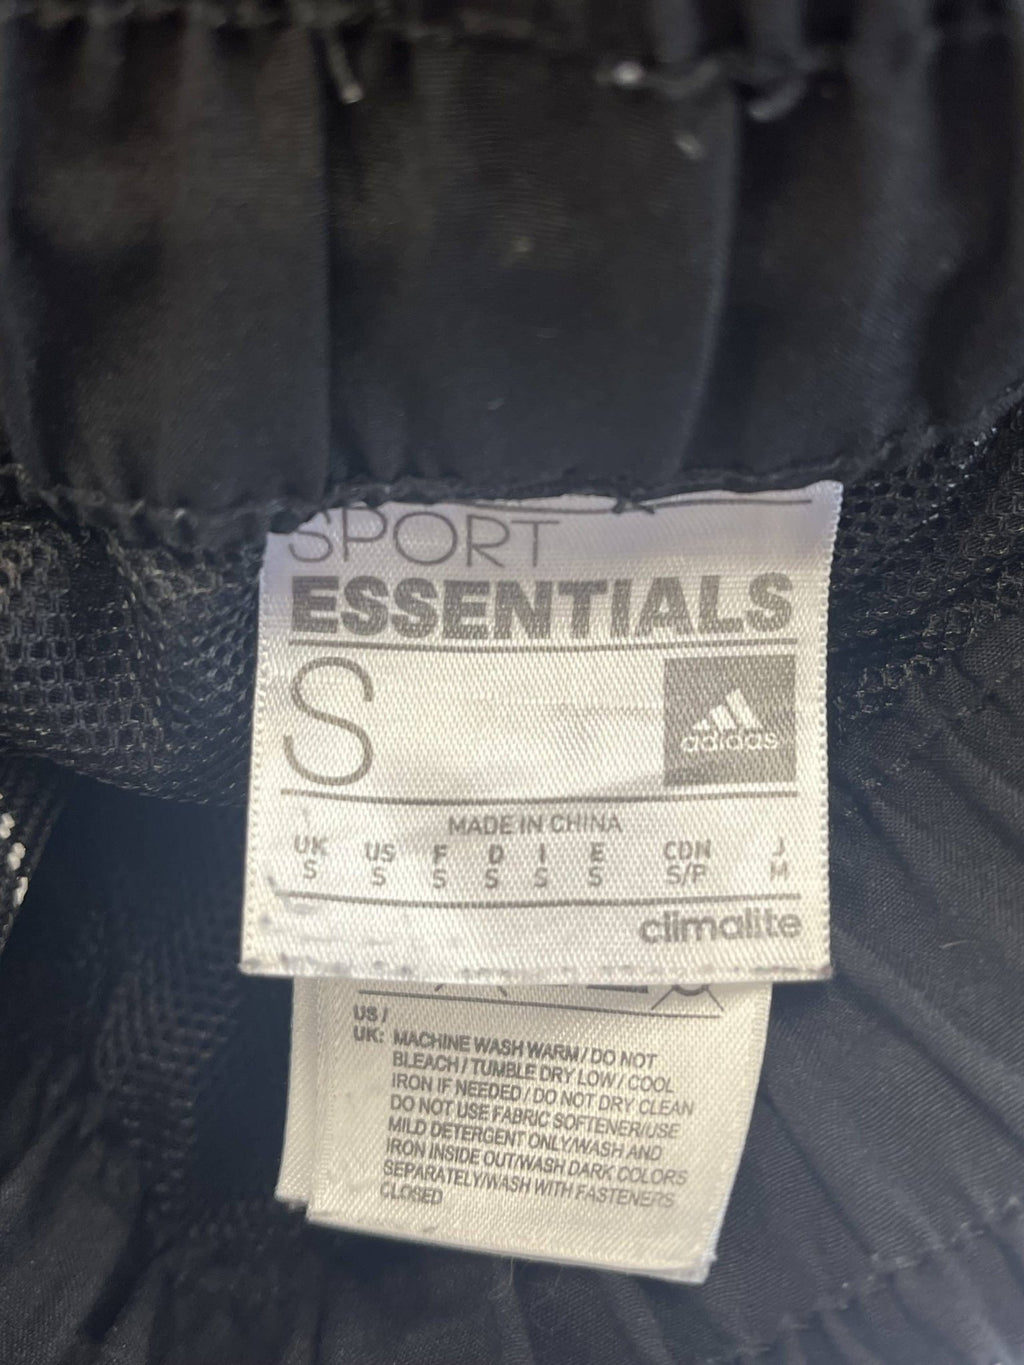 SPORT
ESSENTIALS
S
adidas
MADE IN CHINA
UK US F D I E CDN J
S S S S S S S/P M
climalite
US /
UK: MACHINE WASH WARM / DO NOT
BLEACH / TUMBLE DRY LOW / COOL
IRON IF NEEDED / DO NOT DRY CLEAN
DO NOT USE FABRIC SOFTENER/USE
MILD DETERGENT ONLY/WASH AND
IRON INSIDE OUT/WASH DARK COLORS
SEPARATELY/WASH WITH FASTENERS
CLOSED